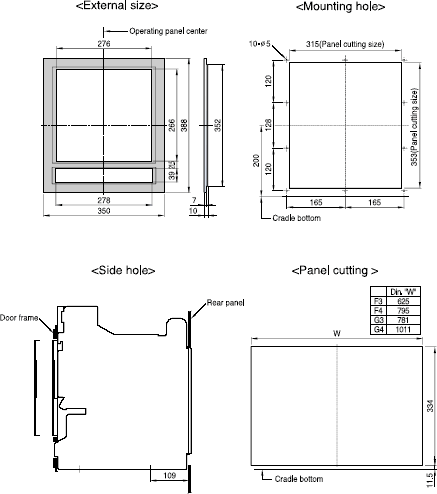 <External size>
Operating panel center
276
266
388
352
25
39
278
350
7
10
<Mounting hole>
10-ø5
315(Panel cutting size)
120
128
120
200
353(Panel cutting size)
165
165
Cradle bottom
<Side hole>
Door frame
Rear panel
109
<Panel cutting >
Din. "W"
F3 625
F4 795
G3 781
G4 1011
W
334
11.5
Cradle bottom